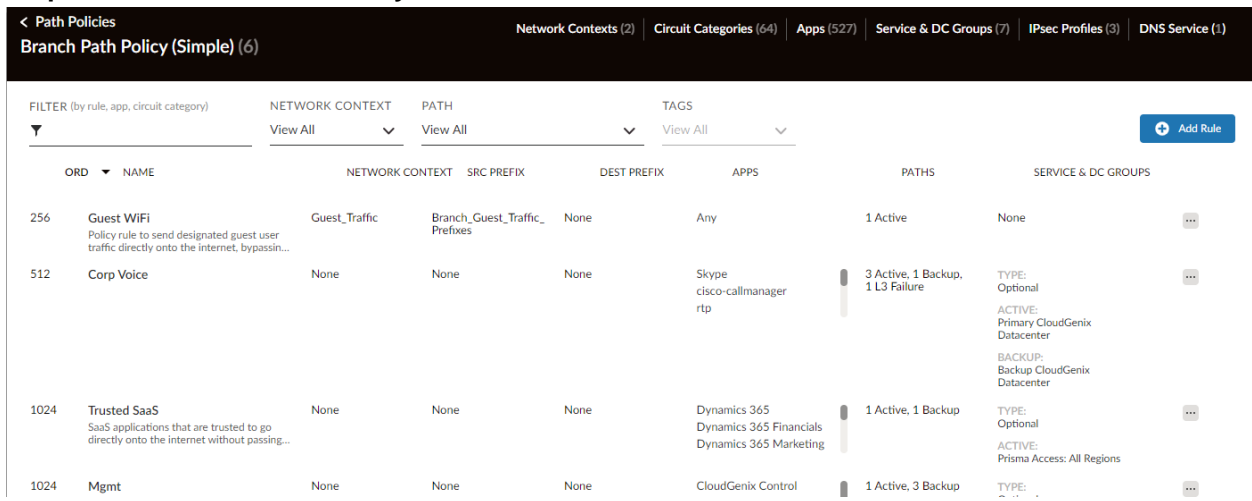 < Path Policies
Network Contexts (2) Circuit Categories (64) Apps (527) Service & DC Groups (7) IPsec Profiles (3) DNS Service (1)
Branch Path Policy (Simple) (6)
FILTER (by rule, app, circuit category) NETWORK CONTEXT PATH TAGS
View All View All View All
Add Rule
ORD NAME NETWORK CONTEXT SRC PREFIX DEST PREFIX APPS PATHS SERVICE & DC GROUPS
256 Guest WiFi Guest_Traffic Branch_Guest_Traffic_ None Any 1 Active None ...
Prefixes
Policy rule to send designated guest user
traffic directly onto the internet, bypassin...
512 Corp Voice None None None Skype 3 Active, 1 Backup, TYPE: ...
1 L3 Failure Optional
cisco-callmanager
rtp
ACTIVE:
Primary CloudGenix
Datacenter
BACKUP:
Backup CloudGenix
Datacenter
1024 Trusted SaaS None None None Dynamics 365 1 Active, 1 Backup TYPE: ...
SaaS applications that are trusted to go Dynamics 365 Financials Optional
directly onto the internet without passing... Dynamics 365 Marketing ACTIVE:
Prisma Access: All Regions
1024 Mgmt None None None CloudGenix Control 1 Active, 3 Backup TYPE: ...